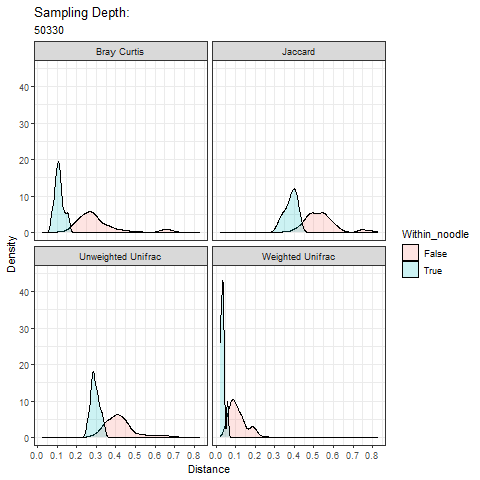 Sampling Depth:
50330
Bray Curtis
Jaccard
40
30
20
10
0
Density
Unweighted Unifrac
Weighted Unifrac
40
30
20
10
0
0.0 0.1 0.2 0.3 0.4 0.5 0.6 0.7 0.8
0.0 0.1 0.2 0.3 0.4 0.5 0.6 0.7 0.8
Distance
Within_noodle
False
True